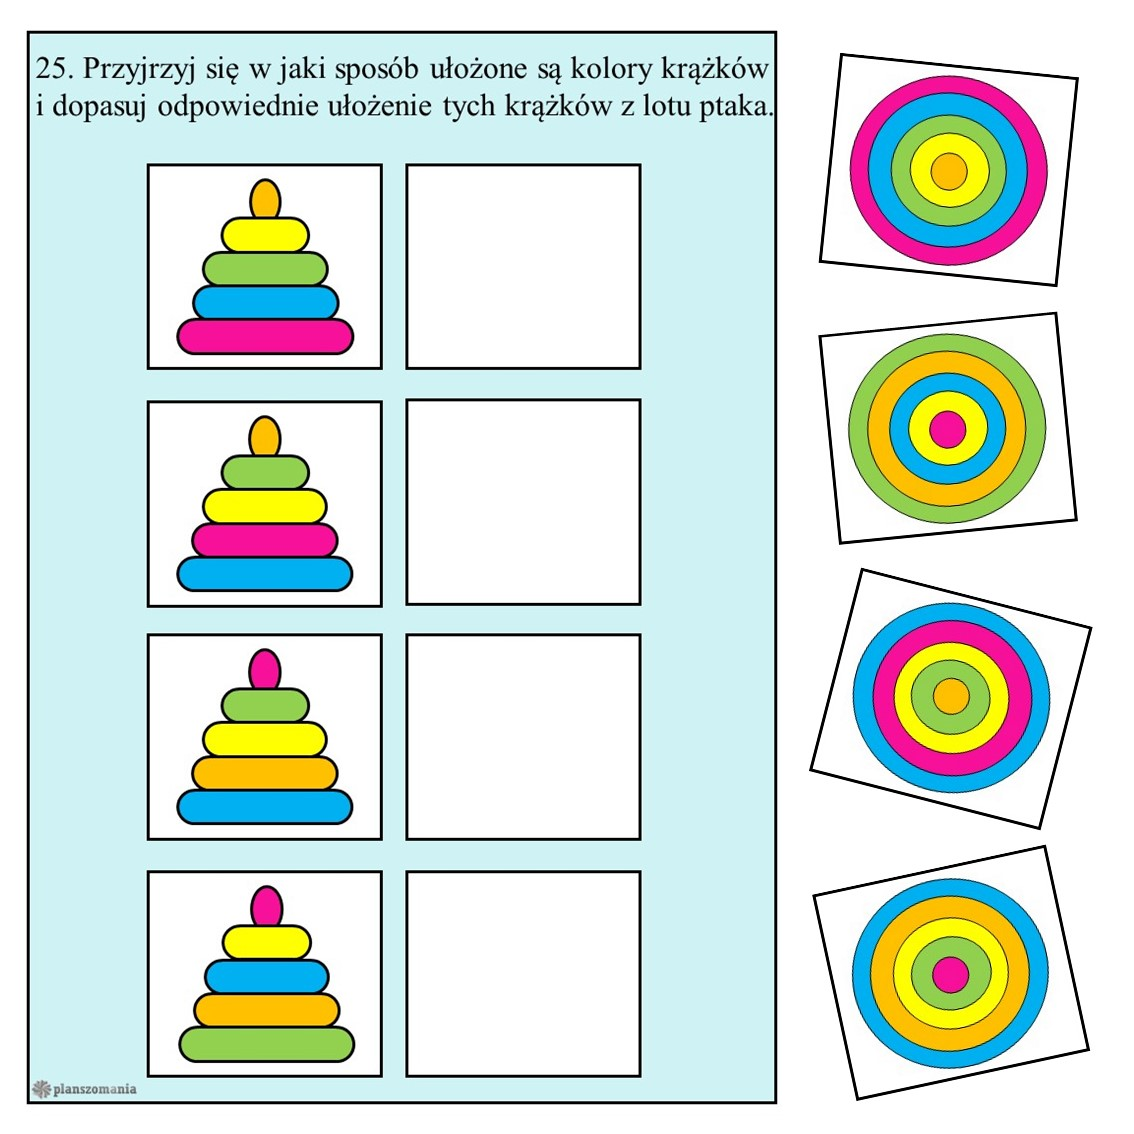 25. Przyjrzyj się w jaki sposób ułożone są kolory krążków
i dopasuj odpowiednie ułożenie tych krążków z lotu ptaka.
planszomania